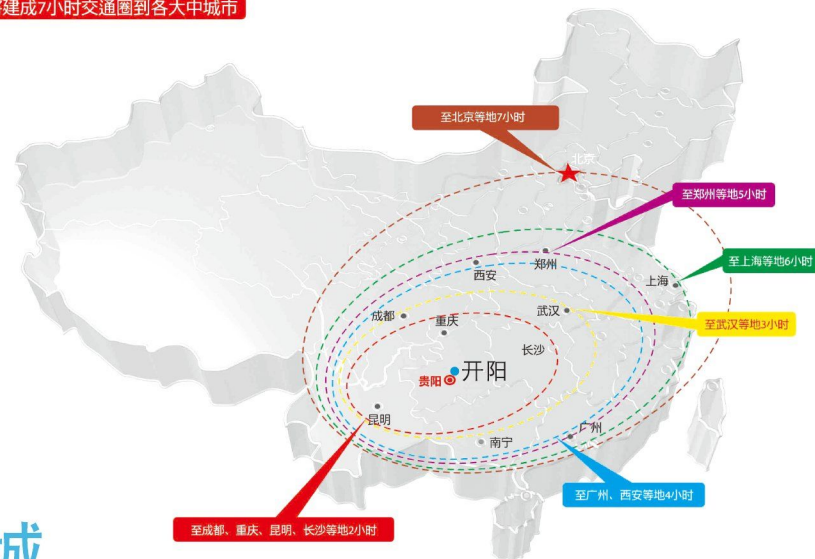 建成7小时交通圈到各大中城市
至北京等地7小时
北京
至郑州等地5小时
郑州
至上海等地6小时
西安
上海
成都
武汉
重庆
至武汉等地3小时
长沙
开阳
贵阳
昆明
广州
南宁
至广州、西安等地4小时
至成都、重庆、昆明、长沙等地2小时
城